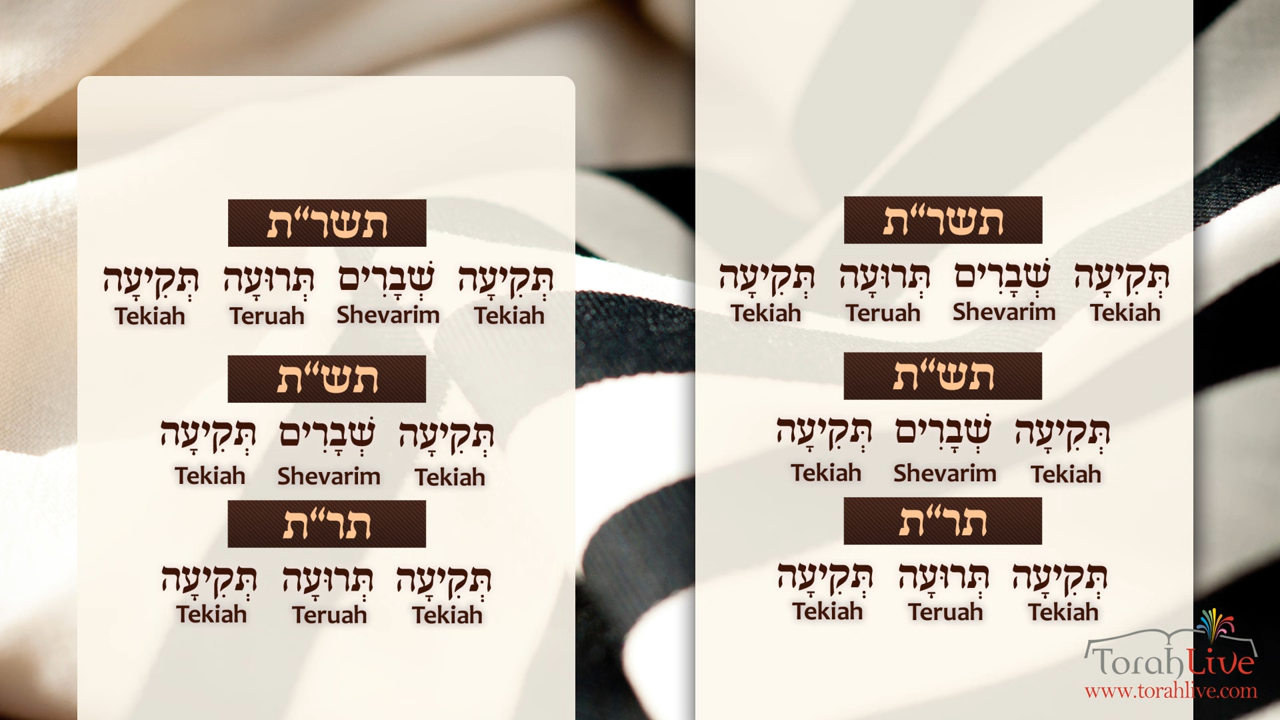 תשר״ת
תְּקִיעָה שְׁבָרִים תְּרוּעָה תְּקִיעָה
Tekiah Teruah Shevarim Tekiah
תש״ת
תְּקִיעָה שְׁבָרִים תְּקִיעָה
Tekiah Shevarim Tekiah
תר״ת
תְּקִיעָה תְּרוּעָה תְּקִיעָה
Tekiah Teruah Tekiah
תשר״ת
תְּקִיעָה שְׁבָרִים תְּרוּעָה תְּקִיעָה
Tekiah Teruah Shevarim Tekiah
תש״ת
תְּקִיעָה שְׁבָרִים תְּקִיעָה
Tekiah Shevarim Tekiah
תר״ת
תְּקִיעָה תְּרוּעָה תְּקִיעָה
Tekiah Teruah Tekiah
TorahLive
www.torahlive.com